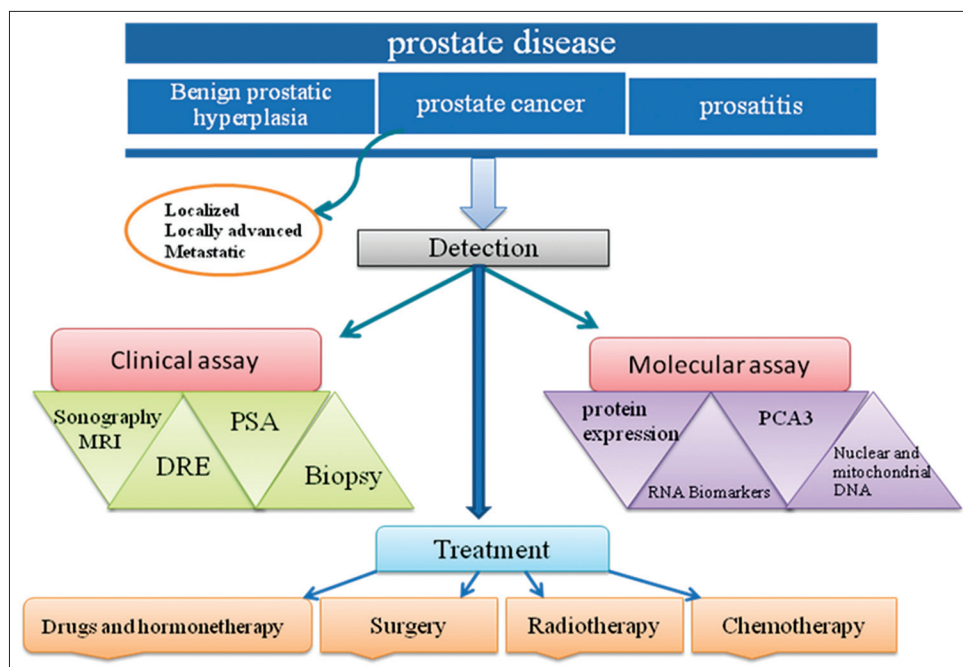 prostate disease
Benign prostatic
hyperplasia
prostate cancer
prosatitis
Localized
Locally advanced
Metastatic
Detection
Clinical assay
Molecular assay
Sonography
MRI
DRE
PSA
Biopsy
protein
expression
RNA Biomarkers
PCA3
Nuclear and
mitochondrial
DNA
Treatment
Drugs and hormonetherapy
Surgery
Radiotherapy
Chemotherapy